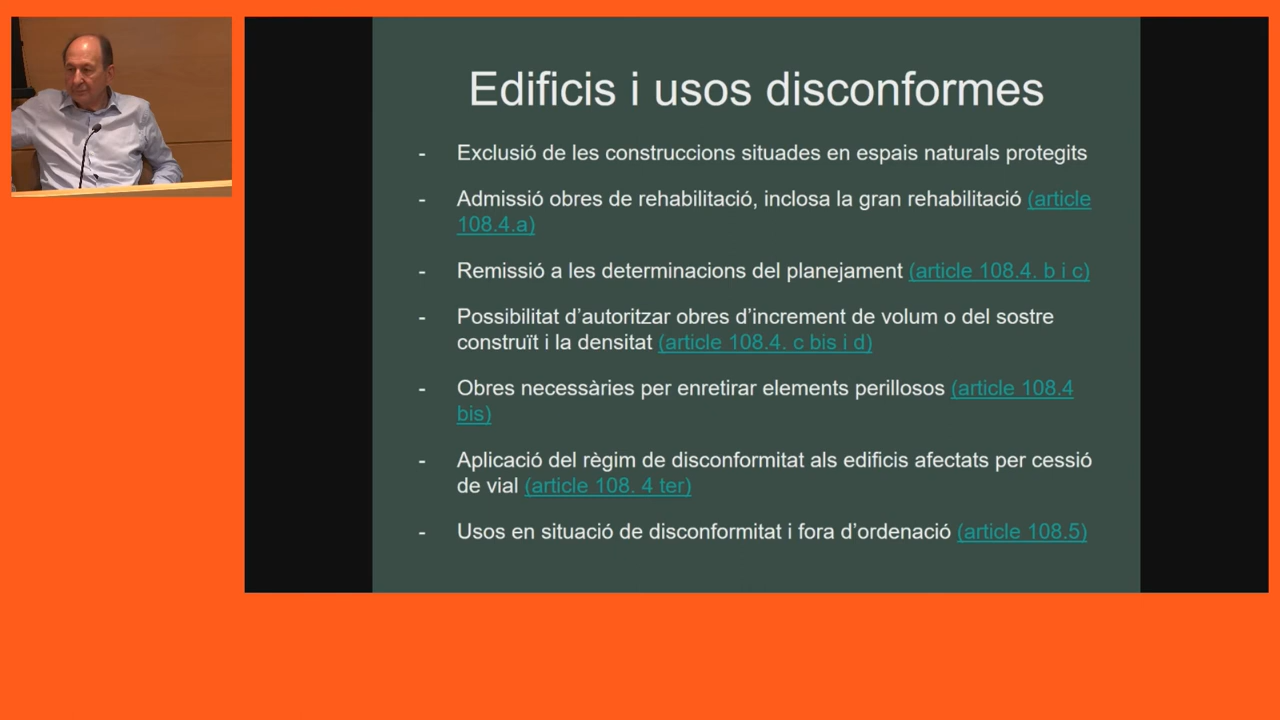 Edificis i usos disconformes
- Exclusió de les construccions situades en espais naturals protegits
- Admissió obres de rehabilitació, inclosa la gran rehabilitació (article
108.4.a)
- Remissió a les determinacions del planejament (article 108.4. b i c)
- Possibilitat d’autoritzar obres d’increment de volum o del sostre
construït i la densitat (article 108.4. c bis i d)
- Obres necessàries per enretirar elements perillosos (article 108.4
bis)
- Aplicació del règim de disconformitat als edificis afectats per cessió
de vial (article 108. 4 ter)
- Usos en situació de disconformitat i fora d’ordenació (article 108.5)